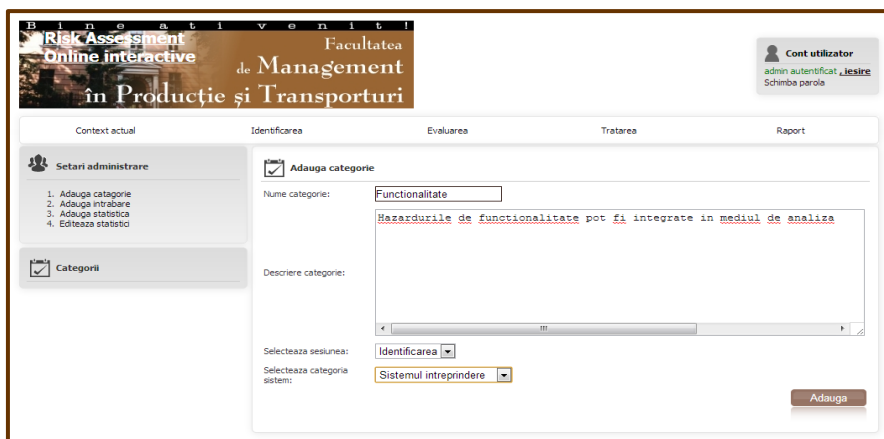 Bine ati venit!
Risk Assessment
Online interactive
Facultatea
de Management
în Producție și Transporturi
Cont utilizator
admin autentificat , iesire
Schimba parola
Context actual Identificarea Evaluarea Tratarea Raport
Setari administrare
1. Adauga catagorie
2. Adauga intrabare
3. Adauga statistica
4. Editeaza statistici
Categorii
Adauga categorie
Nume categorie: Functionalitate
Hazardurile de functionalitate pot fi integrate in mediul de analiza
Descriere categorie:
Selecteaza sesiunea: Identificarea
Selecteaza categoria
sistem: Sistemul intreprindere
Adauga